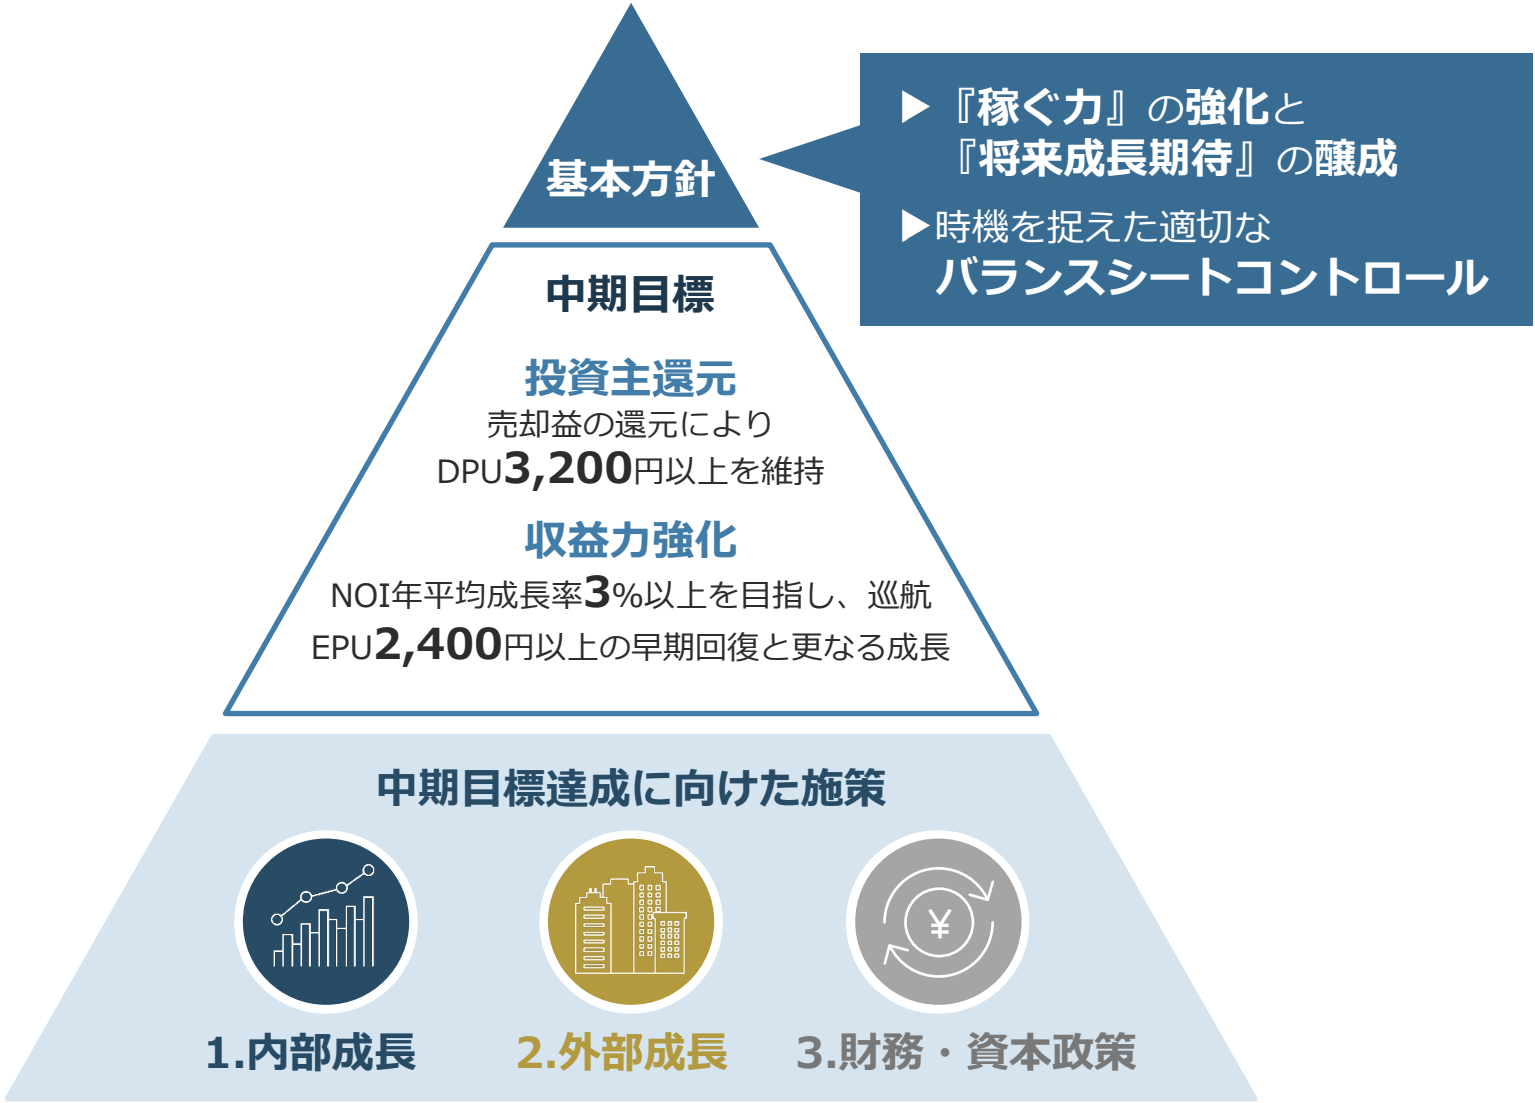 基本方針
▶『稼ぐ力』の強化と
『将来成長期待』の醸成
▶時機を捉えた適切な
バランスシートコントロール
中期目標
投資主還元
売却益の還元により
DPU3,200円以上を維持
収益力強化
NOI年平均成長率3%以上を目指し、巡航
EPU2,400円以上の早期回復と更なる成長
中期目標達成に向けた施策
¥
1.内部成長
2.外部成長
3.財務・資本政策